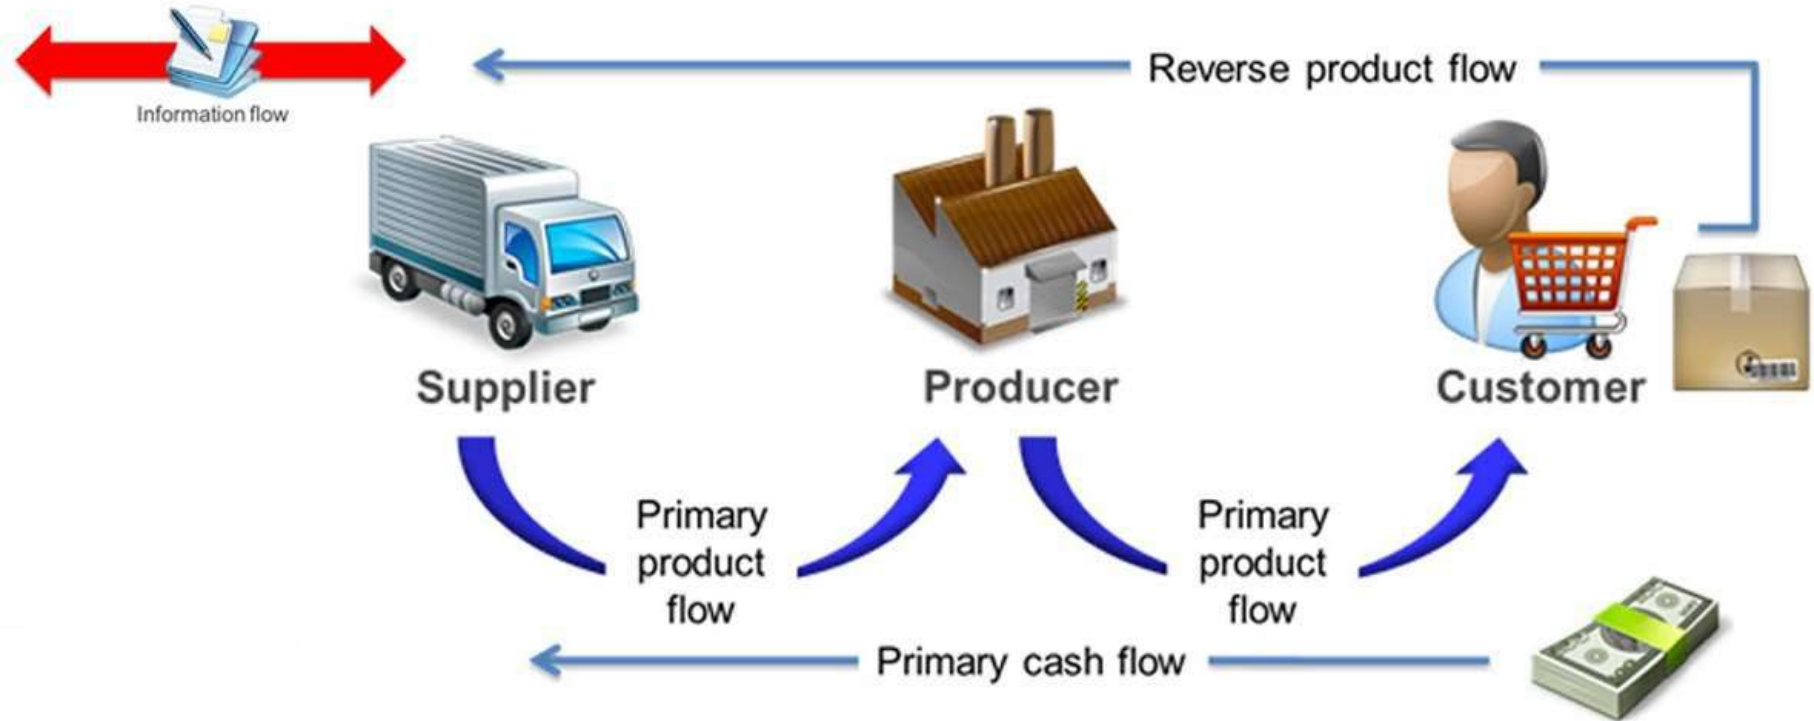 Information flow
Reverse product flow
Supplier
Producer
Customer
Primary
product
flow
Primary
product
flow
Primary cash flow